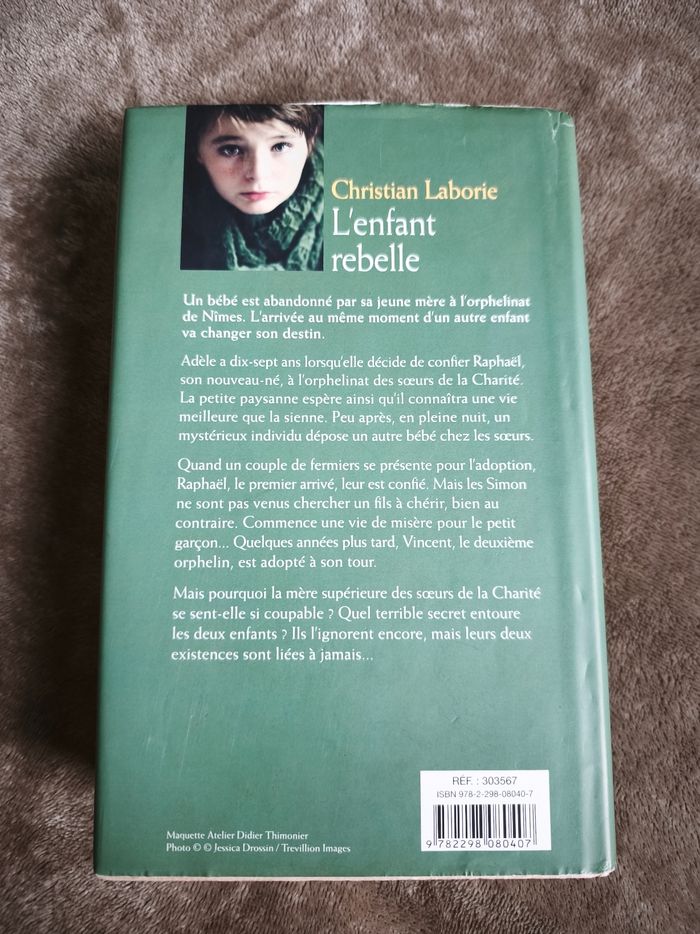 Christian Laborie
L'enfant
rebelle
Un bébé est abandonné par sa jeune mère à l'orphelinat
de Nîmes. L'arrivée au même moment d'un autre enfant
va changer son destin.
Adèle a dix-sept ans lorsqu'elle décide de confier Raphaël,
son nouveau-né, à l'orphelinat des sœurs de la Charité.
La petite paysanne espère ainsi qu'il connaîtra une vie
meilleure que la sienne. Peu après, en pleine nuit, un
mystérieux individu dépose un autre bébé chez les sœurs.
Quand un couple de fermiers se présente pour l'adoption,
Raphaël, le premier arrivé, leur est confié. Mais les Simon
ne sont pas venus chercher un fils à chérir, bien au
contraire. Commence une vie de misère pour le petit
garçon... Quelques années plus tard, Vincent, le deuxième
orphelin, est adopté à son tour.
Mais pourquoi la mère supérieure des sœurs de la Charité
se sent-elle si coupable ? Quel terrible secret entoure
les deux enfants ? Ils l'ignorent encore, mais leurs deux
existences sont liées à jamais...
RÉF. : 303567
ISBN 978-2-298-08040-7
9 782298 080407
Maquette Atelier Didier Thimonier
Photo © © Jessica Drossin / Trevillion Images